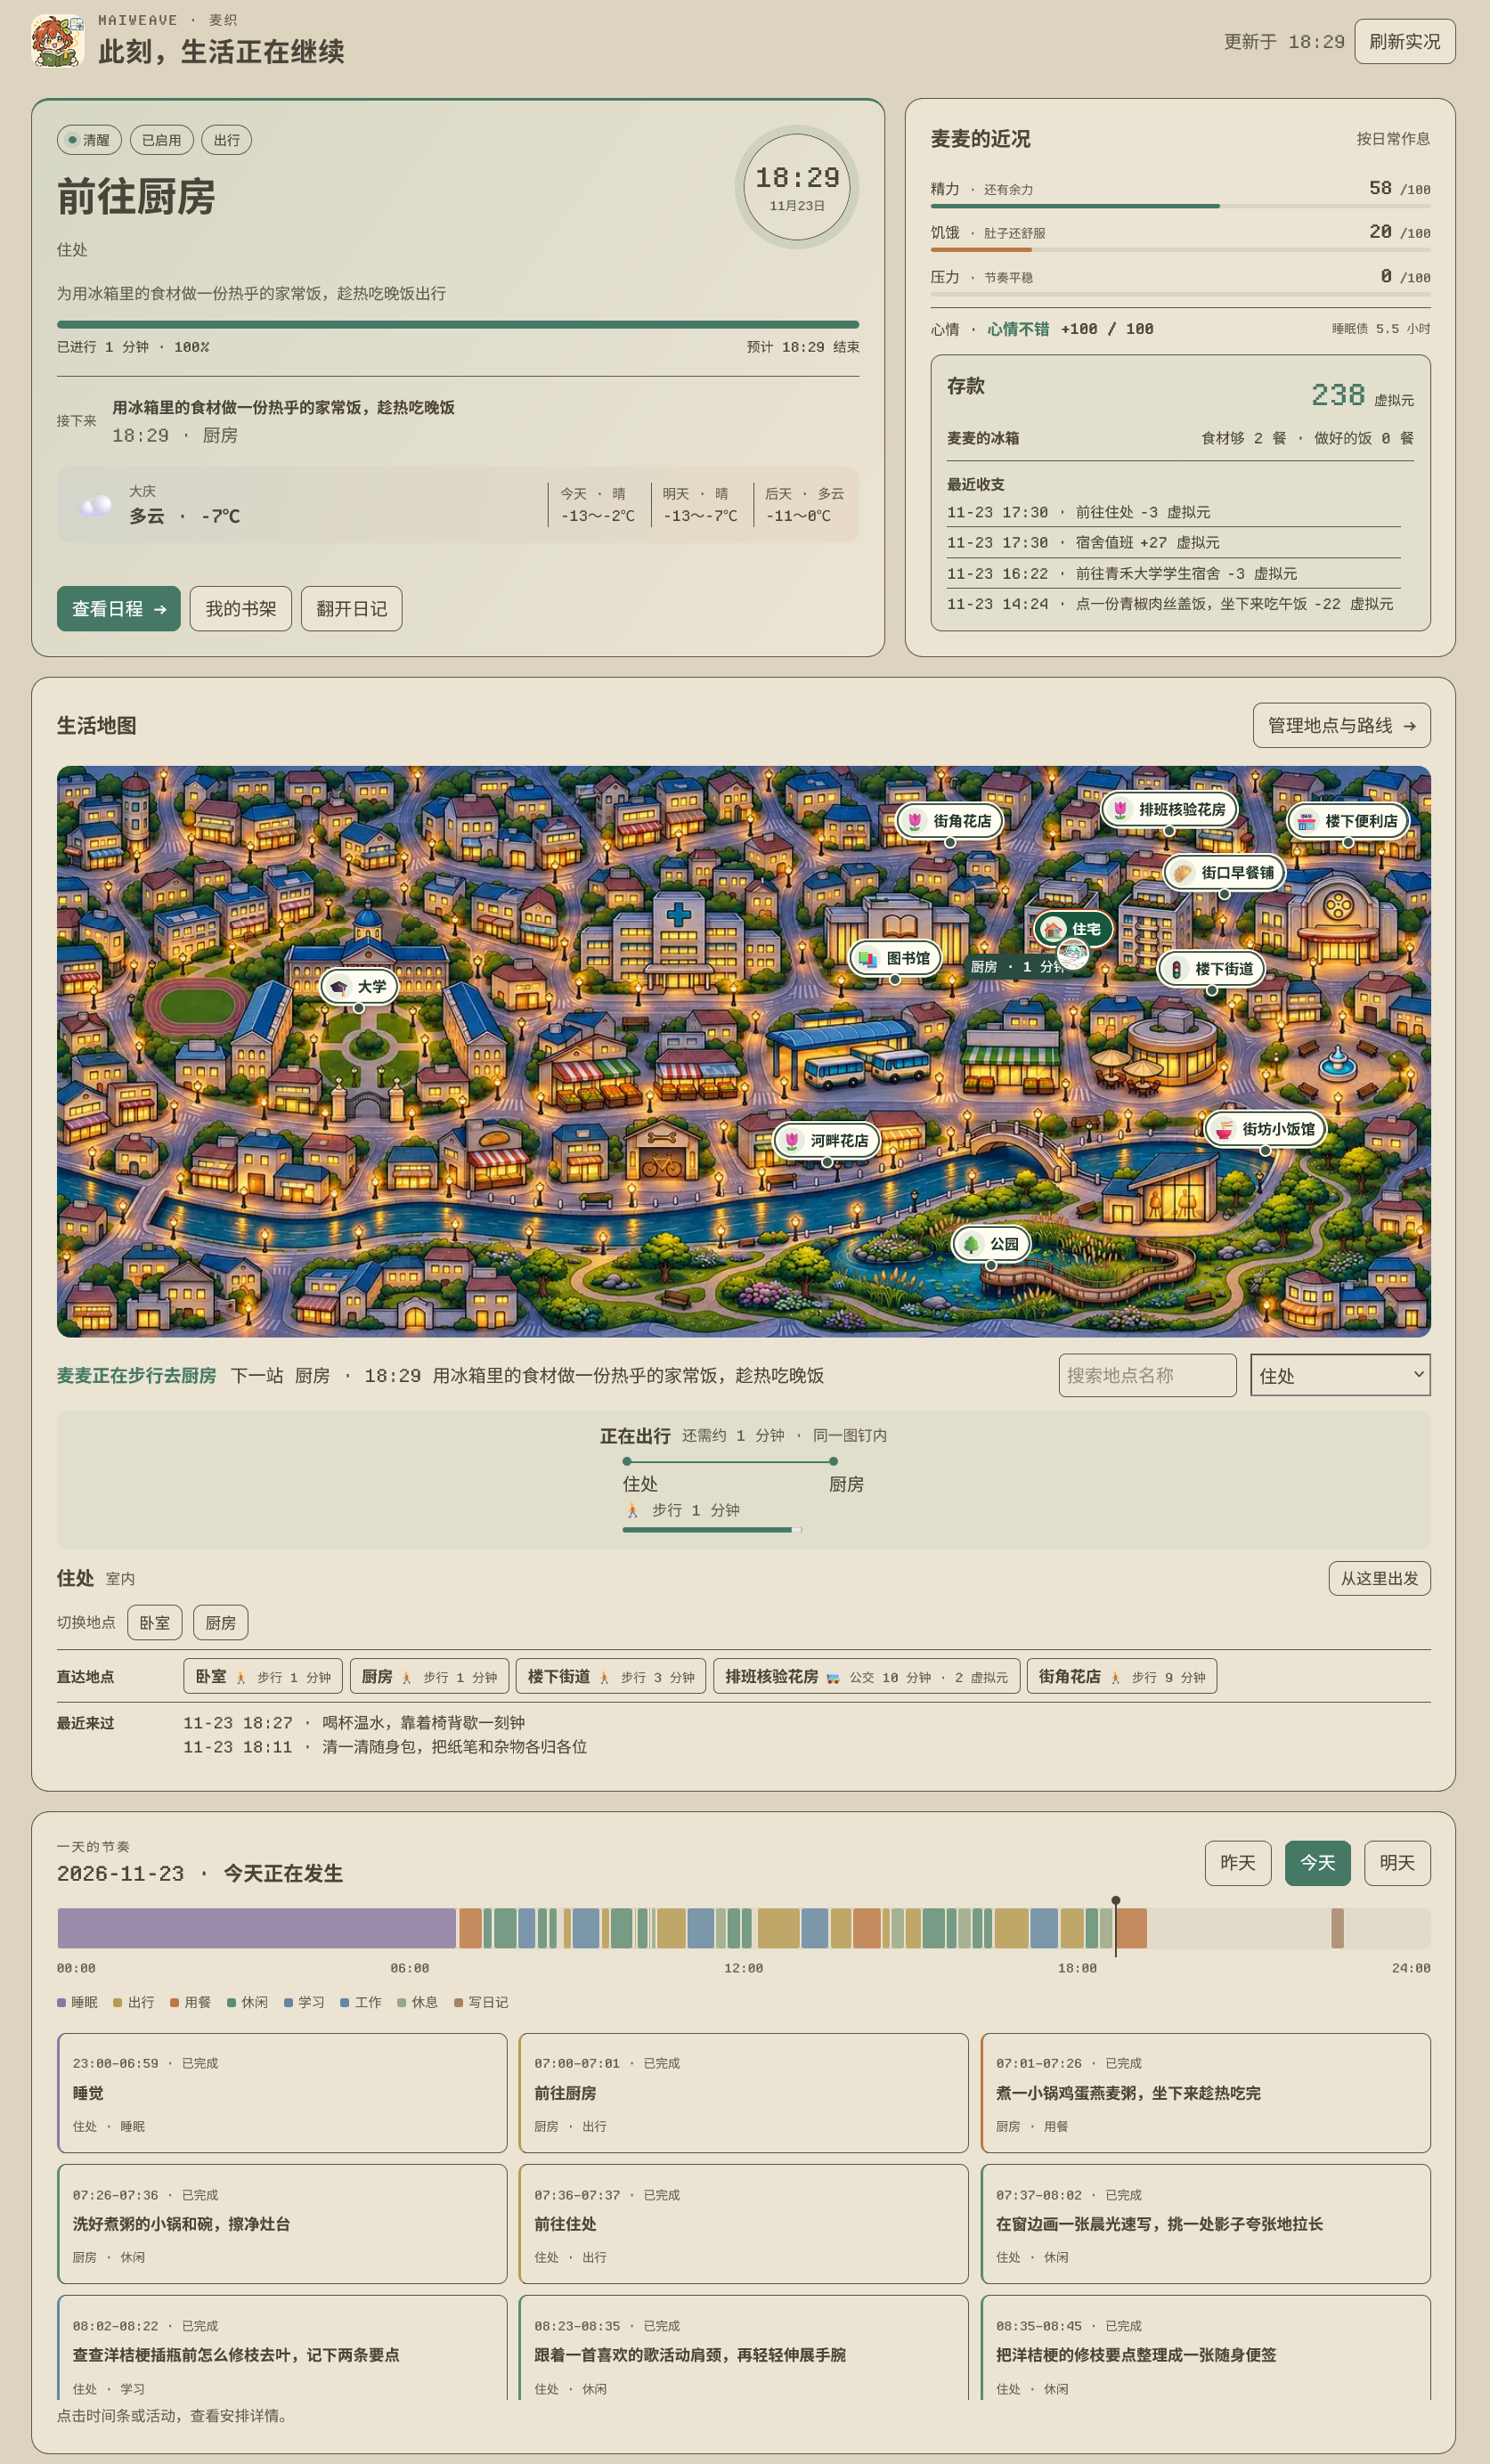 MAIWEAVE · 麦织
此刻，生活正在继续
更新于 18:29
刷新实况
清醒
已启用
出行
前往厨房
18:29
11月23日
住处
为用冰箱里的食材做一份热乎的家常饭，趁热吃晚饭出行
已进行 1 分钟 · 100%
预计 18:29 结束
接下来
用冰箱里的食材做一份热乎的家常饭，趁热吃晚饭
18:29 · 厨房
大庆
多云 · -7℃
今天 · 晴
-13～-2℃
明天 · 晴
-13～-7℃
后天 · 多云
-11～0℃
查看日程 →
我的书架
翻开日记
麦麦的近况
按日常作息
精力 · 还有余力
58 /100
饥饿 · 肚子还舒服
20 /100
压力 · 节奏平稳
0 /100
心情 · 心情不错 +100 / 100
睡眠债 5.5 小时
存款
238 虚拟元
麦麦的冰箱
食材够 2 餐 · 做好的饭 0 餐
最近收支
11-23 17:30 · 前往住处 -3 虚拟元
11-23 17:30 · 宿舍值班 +27 虚拟元
11-23 16:22 · 前往青禾大学学生宿舍 -3 虚拟元
11-23 14:24 · 点一份青椒肉丝盖饭，坐下来吃午饭 -22 虚拟元
生活地图
管理地点与路线 →
街角花店
排班核验花房
楼下便利店
街口早餐铺
住宅
图书馆
厨房 · 1 分钟
楼下街道
大学
河畔花店
街坊小饭馆
公园
麦麦正在步行去厨房 下一站 厨房 · 18:29 用冰箱里的食材做一份热乎的家常饭，趁热吃晚饭
搜索地点名称
住处
正在出行 还需约 1 分钟 · 同一图钉内
住处
厨房
步行 1 分钟
住处 室内
从这里出发
切换地点
卧室
厨房
直达地点
卧室 步行 1 分钟
厨房 步行 1 分钟
楼下街道 步行 3 分钟
排班核验花房 公交 10 分钟 · 2 虚拟元
街角花店 步行 9 分钟
最近来过
11-23 18:27 · 喝杯温水，靠着椅背歇一刻钟
11-23 18:11 · 清一清随身包，把纸笔和杂物各归各位
一天的节奏
2026-11-23 · 今天正在发生
昨天
今天
明天
00:00
06:00
12:00
18:00
24:00
睡眠
出行
用餐
休闲
学习
工作
休息
写日记
23:00–06:59 · 已完成
睡觉
住处 · 睡眠
07:00–07:01 · 已完成
前往厨房
厨房 · 出行
07:01–07:26 · 已完成
煮一小锅鸡蛋燕麦粥，坐下来趁热吃完
厨房 · 用餐
07:26–07:36 · 已完成
洗好煮粥的小锅和碗，擦净灶台
厨房 · 休闲
07:36–07:37 · 已完成
前往住处
住处 · 出行
07:37–08:02 · 已完成
在窗边画一张晨光速写，挑一处影子夸张地拉长
住处 · 休闲
08:02–08:22 · 已完成
查查洋桔梗插瓶前怎么修枝去叶，记下两条要点
住处 · 学习
08:23–08:35 · 已完成
跟着一首喜欢的歌活动肩颈，再轻轻伸展手腕
住处 · 休闲
08:35–08:45 · 已完成
把洋桔梗的修枝要点整理成一张随身便签
住处 · 休闲
点击时间条或活动，查看安排详情。